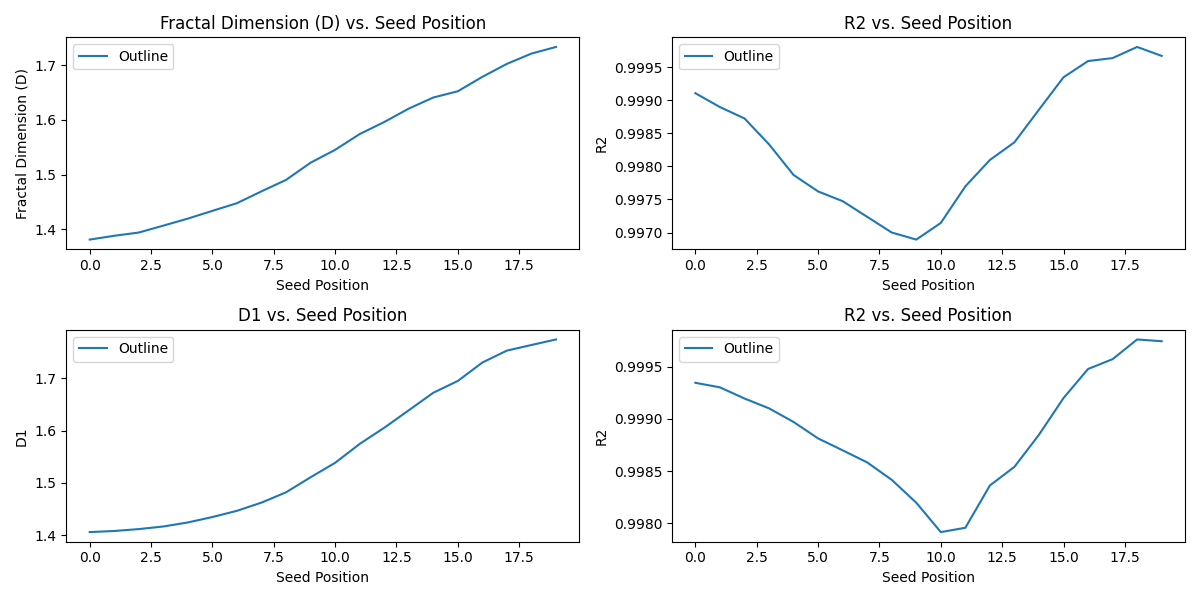 Fractal Dimension (D) vs. Seed Position
Outline
Fractal Dimension (D)
1.7
1.6
1.5
1.4
0.0 2.5 5.0 7.5 10.0 12.5 15.0 17.5
Seed Position
R2 vs. Seed Position
Outline
R2
0.9995
0.9990
0.9985
0.9980
0.9975
0.9970
0.0 2.5 5.0 7.5 10.0 12.5 15.0 17.5
Seed Position
D1 vs. Seed Position
Outline
D1
1.7
1.6
1.5
1.4
0.0 2.5 5.0 7.5 10.0 12.5 15.0 17.5
Seed Position
R2 vs. Seed Position
Outline
R2
0.9995
0.9990
0.9985
0.9980
0.0 2.5 5.0 7.5 10.0 12.5 15.0 17.5
Seed Position